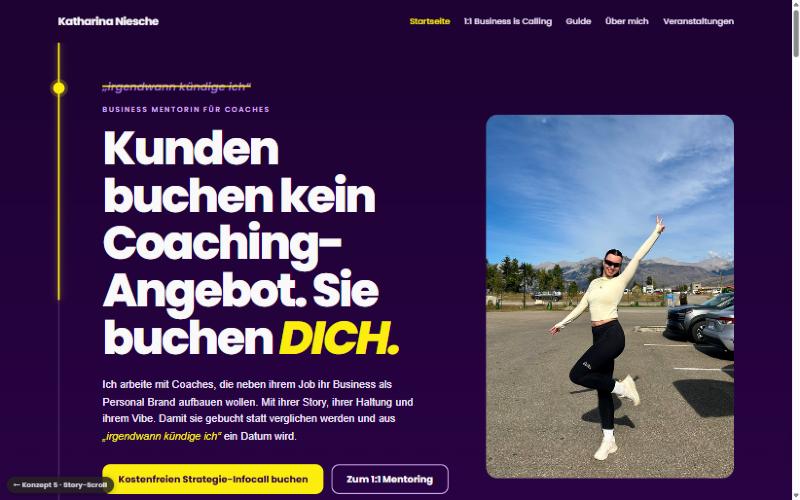 Katharina Niesche
Startseite
1:1 Business is Calling
Guide
Über mich
Veranstaltungen
„irgendwann kündige ich“
BUSINESS MENTORIN FÜR COACHES
Kunden
buchen kein
Coaching-
Angebot. Sie
buchen DICH.
Ich arbeite mit Coaches, die neben ihrem Job ihr Business als
Personal Brand aufbauen wollen. Mit ihrer Story, ihrer Haltung und
ihrem Vibe. Damit sie gebucht statt verglichen werden und aus
„irgendwann kündige ich“ ein Datum wird.
Kostenfreien Strategie-Infocall buchen
Zum 1:1 Mentoring
← Konzept 5 · Story-Scroll